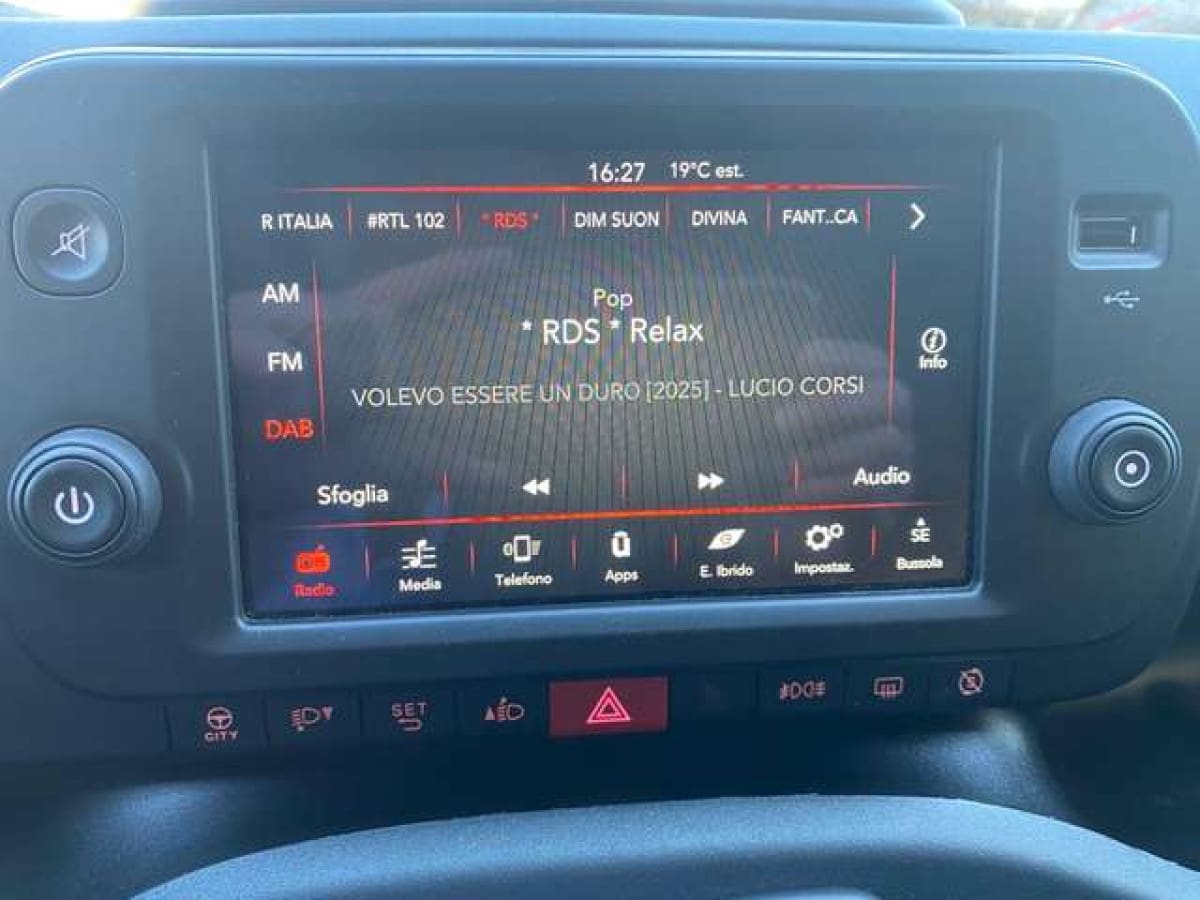 16:27 19°C est.
R ITALIA #RTL 102 * RDS * DIM SUON DIVINA FANT..CA
AM
Pop
* RDS * Relax
FM
Info
VOLEVO ESSERE UN DURO [2025] - LUCIO CORSI
DAB
Sfoglia Audio
Radio Media Telefono Apps E. Ibrido Impostaz. SE Bussola
CITY SET